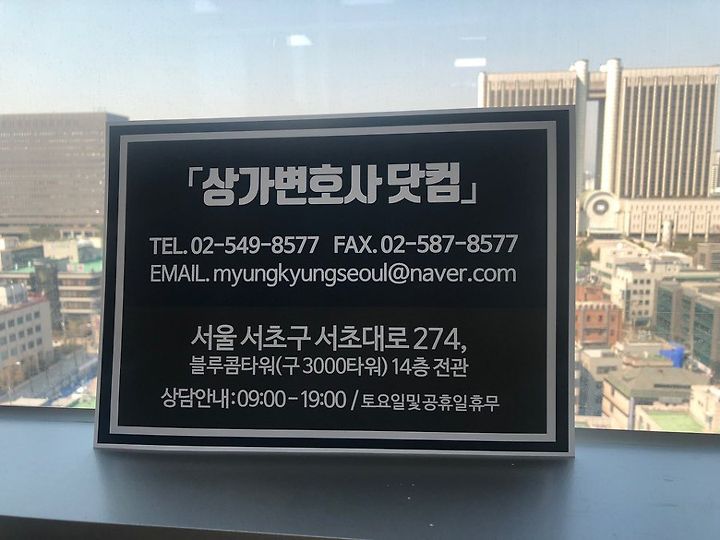 「상가변호사 닷컴」
TEL. 02-549-8577 FAX. 02-587-8577
EMAIL. myungkyungseoul@naver.com
서울 서초구 서초대로 274,
블루콤타워(구 3000타워) 14층 전관
상담안내 : 09:00 - 19:00 / 토요일 및 공휴일 휴무